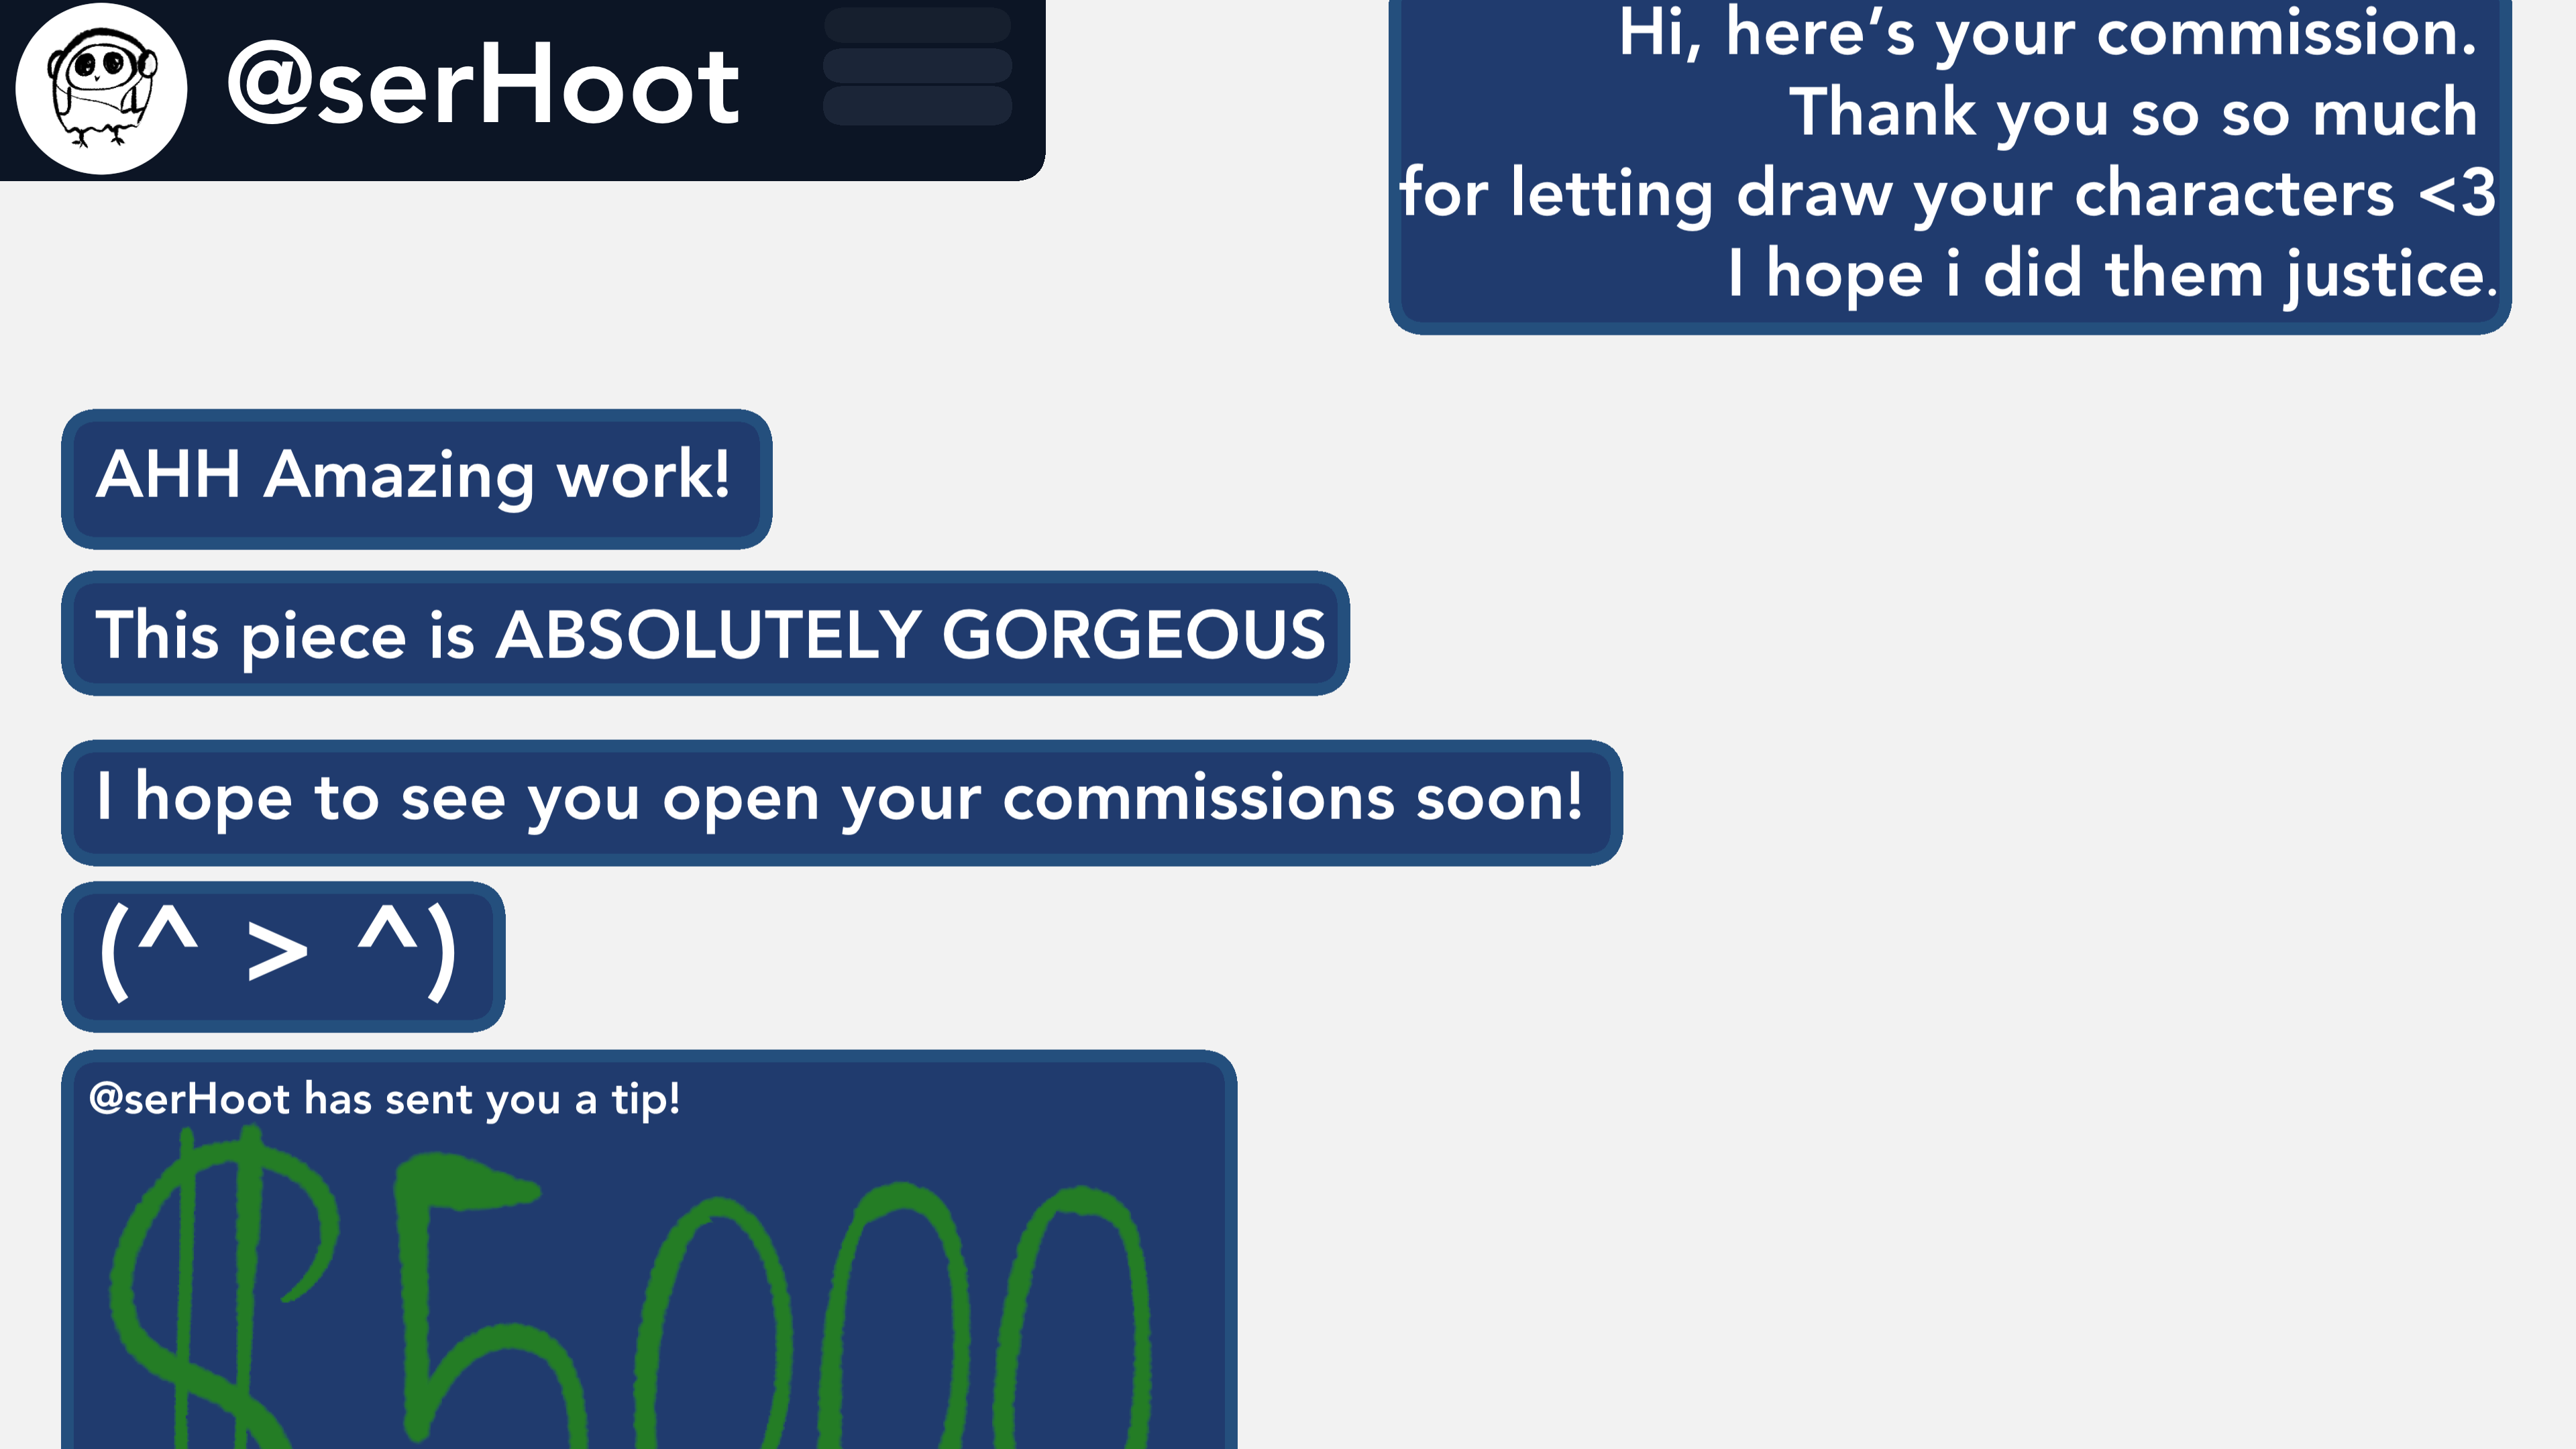 @serHoot
Hi, here’s your commission.
Thank you so so much
for letting draw your characters <3
I hope i did them justice.
AHH Amazing work!
This piece is ABSOLUTELY GORGEOUS
I hope to see you open your commissions soon!
(^ > ^)
@serHoot has sent you a tip!
$5000